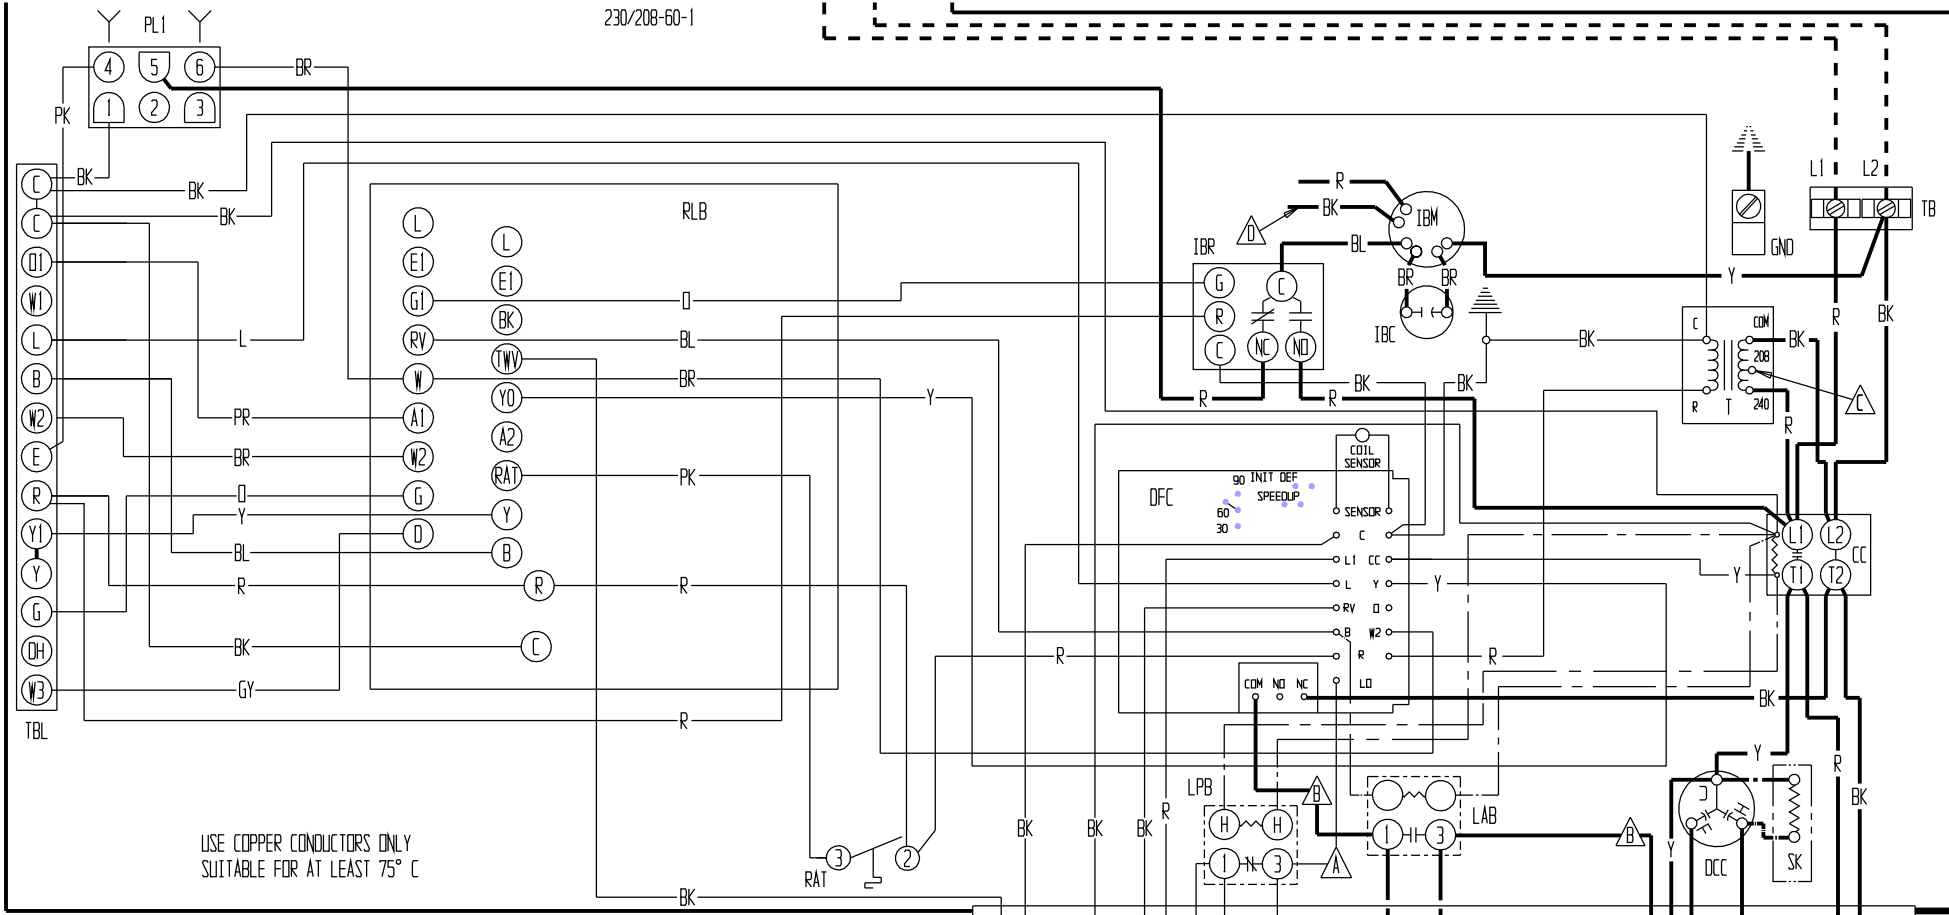 230/208-60-1
PL1
4 5 6
1 2 3
BR
PK
BK
BK
BK
C
C
O1
W1
L
B
W2
E
R
Y1
Y
G
DH
W3
TBL
L
PR
BR
O
Y
BL
R
BK
GY
RLB
L
E1
G1
RV
W
A1
W2
G
D
L
E1
BK
TWV
YO
A2
RAT
Y
B
R
C
O
BL
BR
Y
PK
R
R
R
R
BK
D
IBM
BL
IBR
G
R
C
C
NC
NO
BR BR
IBC
R
BK
R
BK
BK
Y
L1 L2
TB
GND
R
BK
C COM
208
R T 240
BK
R
C
COIL
SENSOR
DFC
90 INIT DEF
SPEEDUP
60
30
SENSOR
C
L1 CC
L Y
RV O
B W2
R
LO
COM NO NC
Y
R
Y
L1 L2
T1 T2
CC
BK
LPB
H H
1 3
A
B
LAB
1 3
B
BK
BK
BK
R
Y
C
H
F
DCC
Y
SK
R
BK
3 2
RAT
BK
USE COPPER CONDUCTORS ONLY
SUITABLE FOR AT LEAST 75° C